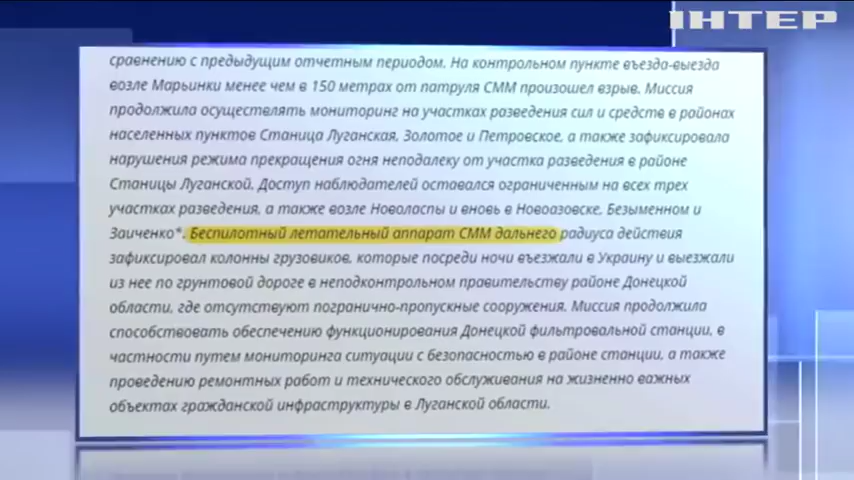 ІНТЕР
сравнению с предыдущим отчетным периодом. На контрольном пункте въезда-выезда
возле Марьинки менее чем в 150 метрах от патруля СММ произошел взрыв. Миссия
продолжила осуществлять мониторинг на участках разведения сил и средств в районах
населенных пунктов Станица Луганская, Золотое и Петровское, а также зафиксировала
нарушения режима прекращения огня неподалеку от участка разведения в районе
Станицы Луганской. Доступ наблюдателей оставался ограниченным на всех трех
участках разведения, а также возле Новоласпы и вновь в Новоазовске, Безыменном и
Заиченко*. Беспилотный летательный аппарат СММ дальнего радиуса действия
зафиксировал колонны грузовиков, которые посреди ночи въезжали в Украину и выезжали
из нее по грунтовой дороге в неподконтрольном правительству районе Донецкой
области, где отсутствуют погранично-пропускные сооружения. Миссия продолжила
способствовать обеспечению функционирования Донецкой фильтровальной станции, в
частности путем мониторинга ситуации с безопасностью в районе станции, а также
проведению ремонтных работ и технического обслуживания на жизненно важных
объектах гражданской инфраструктуры в Луганской области.